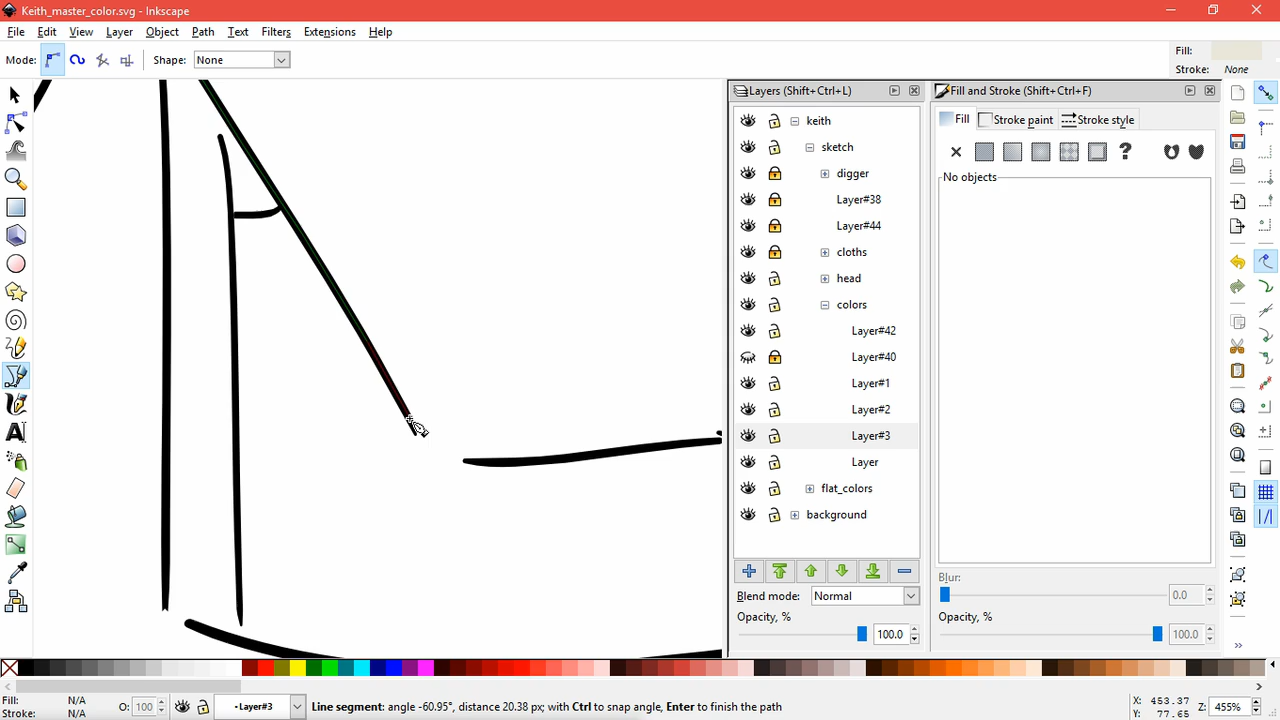 Keith_master_color.svg - Inkscape
File Edit View Layer Object Path Filters Text Extensions Help
Mode: Shape: None
Fill:
Stroke: None
Layers (Shift+Ctrl+L)
keith
sketch
digger
Layer#38
Layer#44
cloths
head
colors
Layer#42
Layer#40
Layer#1
Layer#2
Layer#3
Layer
flat_colors
background
Blend mode: Normal
Opacity, %
100.0
Fill and Stroke (Shift+Ctrl+F)
Fill Stroke paint Stroke style
No objects
Blur:
0.0
Opacity, %
100.0
Fill: N/A
Stroke: N/A
O: 100
•Layer#3
Line segment: angle -60.95°, distance 20.38 px; with Ctrl to snap angle, Enter to finish the path
X: 453.37
Y: 77.65
Z: 455%